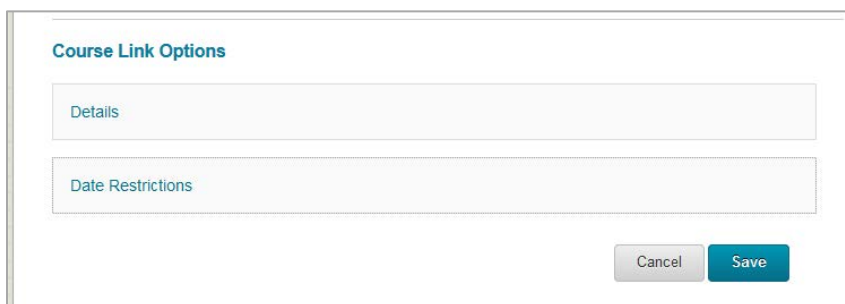 Course Link Options
Details
Date Restrictions
Cancel Save